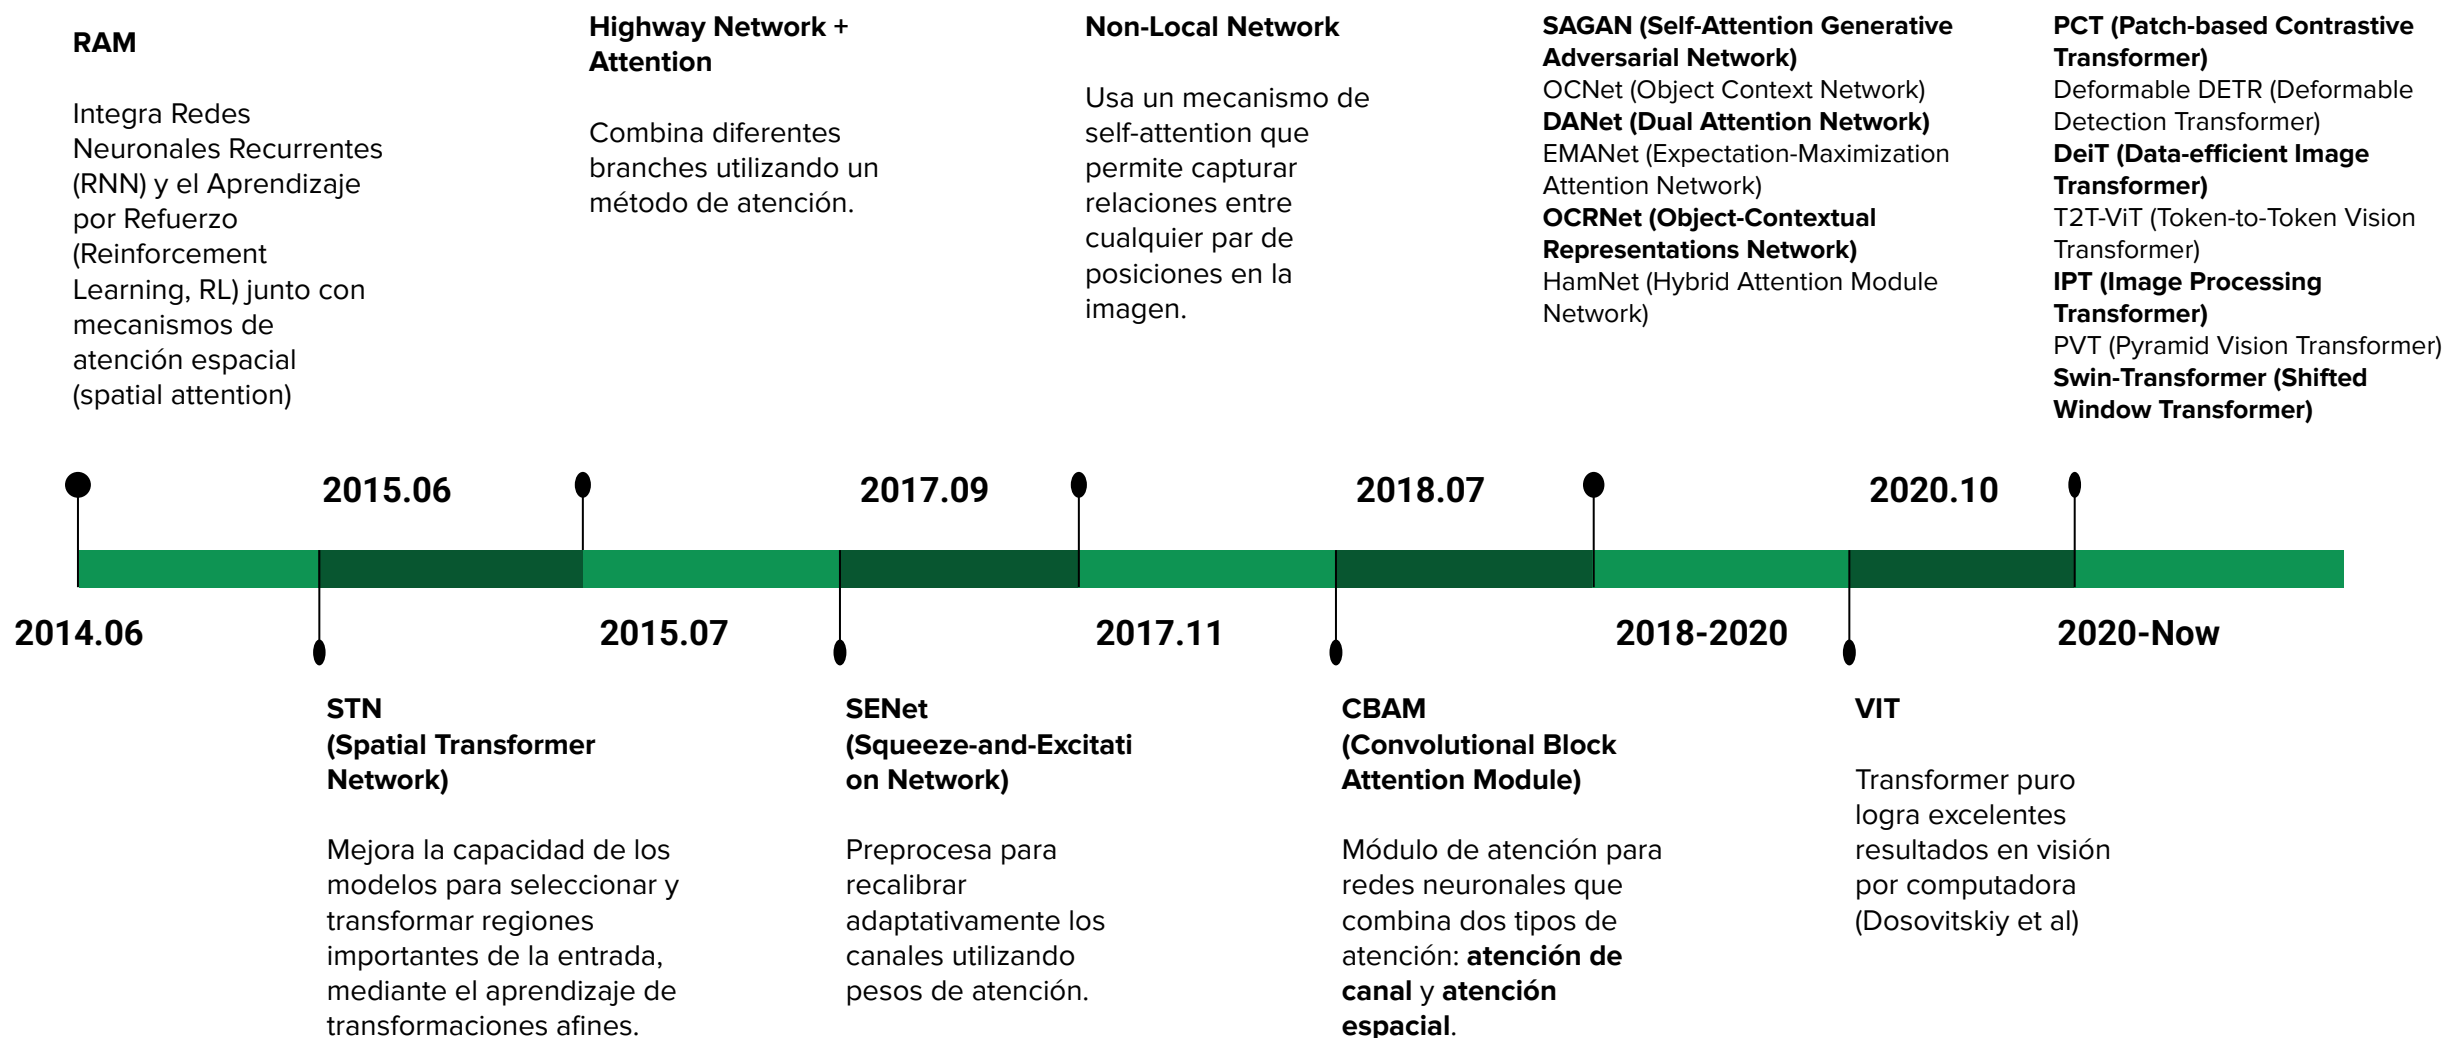 RAM
Integra Redes
Neuronales Recurrentes
(RNN) y el Aprendizaje
por Refuerzo
(Reinforcement
Learning, RL) junto con
mecanismos de
atención espacial
(spatial attention)
Highway Network +
Attention
Combina diferentes
branches utilizando un
método de atención.
Non-Local Network
Usa un mecanismo de
self-attention que
permite capturar
relaciones entre
cualquier par de
posiciones en la
imagen.
SAGAN (Self-Attention Generative
Adversarial Network)
OCNet (Object Context Network)
DANet (Dual Attention Network)
EMANet (Expectation-Maximization
Attention Network)
OCRNet (Object-Contextual
Representations Network)
HamNet (Hybrid Attention Module
Network)
PCT (Patch-based Contrastive
Transformer)
Deformable DETR (Deformable
Detection Transformer)
DeiT (Data-efficient Image
Transformer)
T2T-ViT (Token-to-Token Vision
Transformer)
IPT (Image Processing
Transformer)
PVT (Pyramid Vision Transformer)
Swin-Transformer (Shifted
Window Transformer)
2015.06
2017.09
2018.07
2020.10
2014.06
2015.07
2017.11
2018-2020
2020-Now
STN
(Spatial Transformer
Network)
Mejora la capacidad de los
modelos para seleccionar y
transformar regiones
importantes de la entrada,
mediante el aprendizaje de
transformaciones afines.
SENet
(Squeeze-and-Excitati
on Network)
Preprocesa para
recalibrar
adaptativamente los
canales utilizando
pesos de atención.
CBAM
(Convolutional Block
Attention Module)
Módulo de atención para
redes neuronales que
combina dos tipos de
atención: atención de
canal y atención
espacial.
VIT
Transformer puro
logra excelentes
resultados en visión
por computadora
(Dosovitskiy et al)